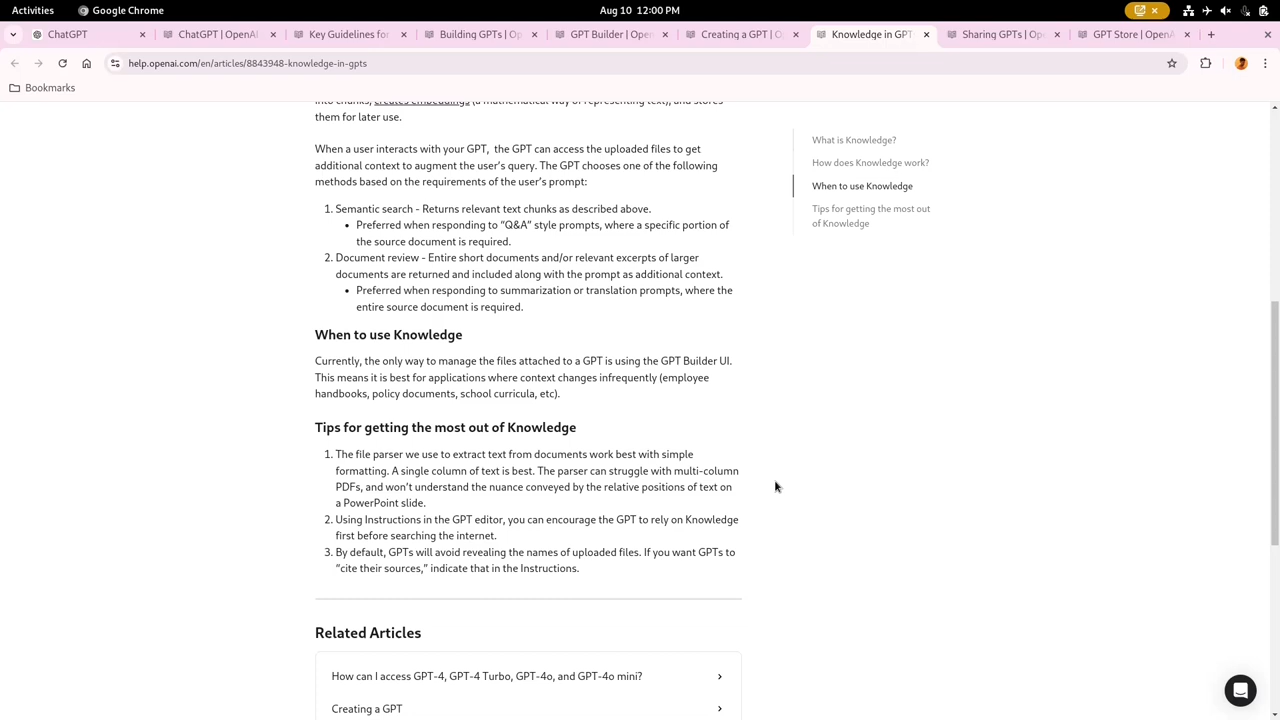 Activities
Google Chrome
Aug 10 12:00 PM
ChatGPT
ChatGPT | OpenAI
Key Guidelines for
Building GPTs | Op
GPT Builder | Open
Creating a GPT | O
Knowledge in GPT
Sharing GPTs | Op
GPT Store | OpenA
help.openai.com/en/articles/8843948-knowledge-in-gpts
Bookmarks
into chunks, creates embeddings (a mathematical way of representing text), and stores
them for later use.
When a user interacts with your GPT, the GPT can access the uploaded files to get
additional context to augment the user's query. The GPT chooses one of the following
methods based on the requirements of the user's prompt:
1. Semantic search - Returns relevant text chunks as described above.
• Preferred when responding to “Q&A” style prompts, where a specific portion of
the source document is required.
2. Document review - Entire short documents and/or relevant excerpts of larger
documents are returned and included along with the prompt as additional context.
• Preferred when responding to summarization or translation prompts, where the
entire source document is required.
When to use Knowledge
Currently, the only way to manage the files attached to a GPT is using the GPT Builder UI.
This means it is best for applications where context changes infrequently (employee
handbooks, policy documents, school curricula, etc).
Tips for getting the most out of Knowledge
1. The file parser we use to extract text from documents work best with simple
formatting. A single column of text is best. The parser can struggle with multi-column
PDFs, and won't understand the nuance conveyed by the relative positions of text on
a PowerPoint slide.
2. Using Instructions in the GPT editor, you can encourage the GPT to rely on Knowledge
first before searching the internet.
3. By default, GPTs will avoid revealing the names of uploaded files. If you want GPTs to
“cite their sources,” indicate that in the Instructions.
Related Articles
How can I access GPT-4, GPT-4 Turbo, GPT-4o, and GPT-4o mini?
Creating a GPT
What is Knowledge?
How does Knowledge work?
When to use Knowledge
Tips for getting the most out
of Knowledge